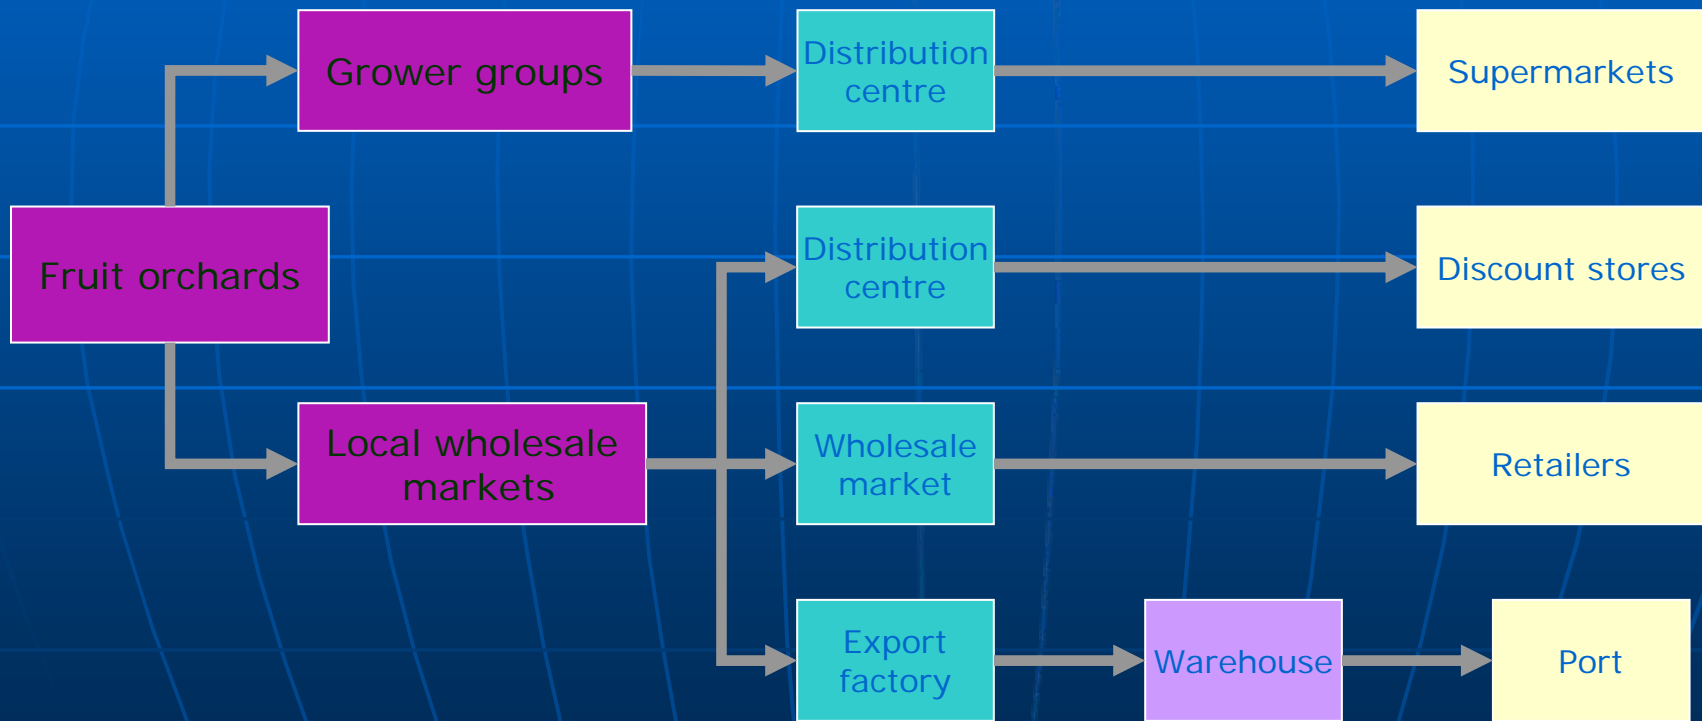 Grower groups
Distribution
centre
Supermarkets
Fruit orchards
Distribution
centre
Discount stores
Local wholesale
markets
Wholesale
market
Retailers
Export
factory
Warehouse
Port